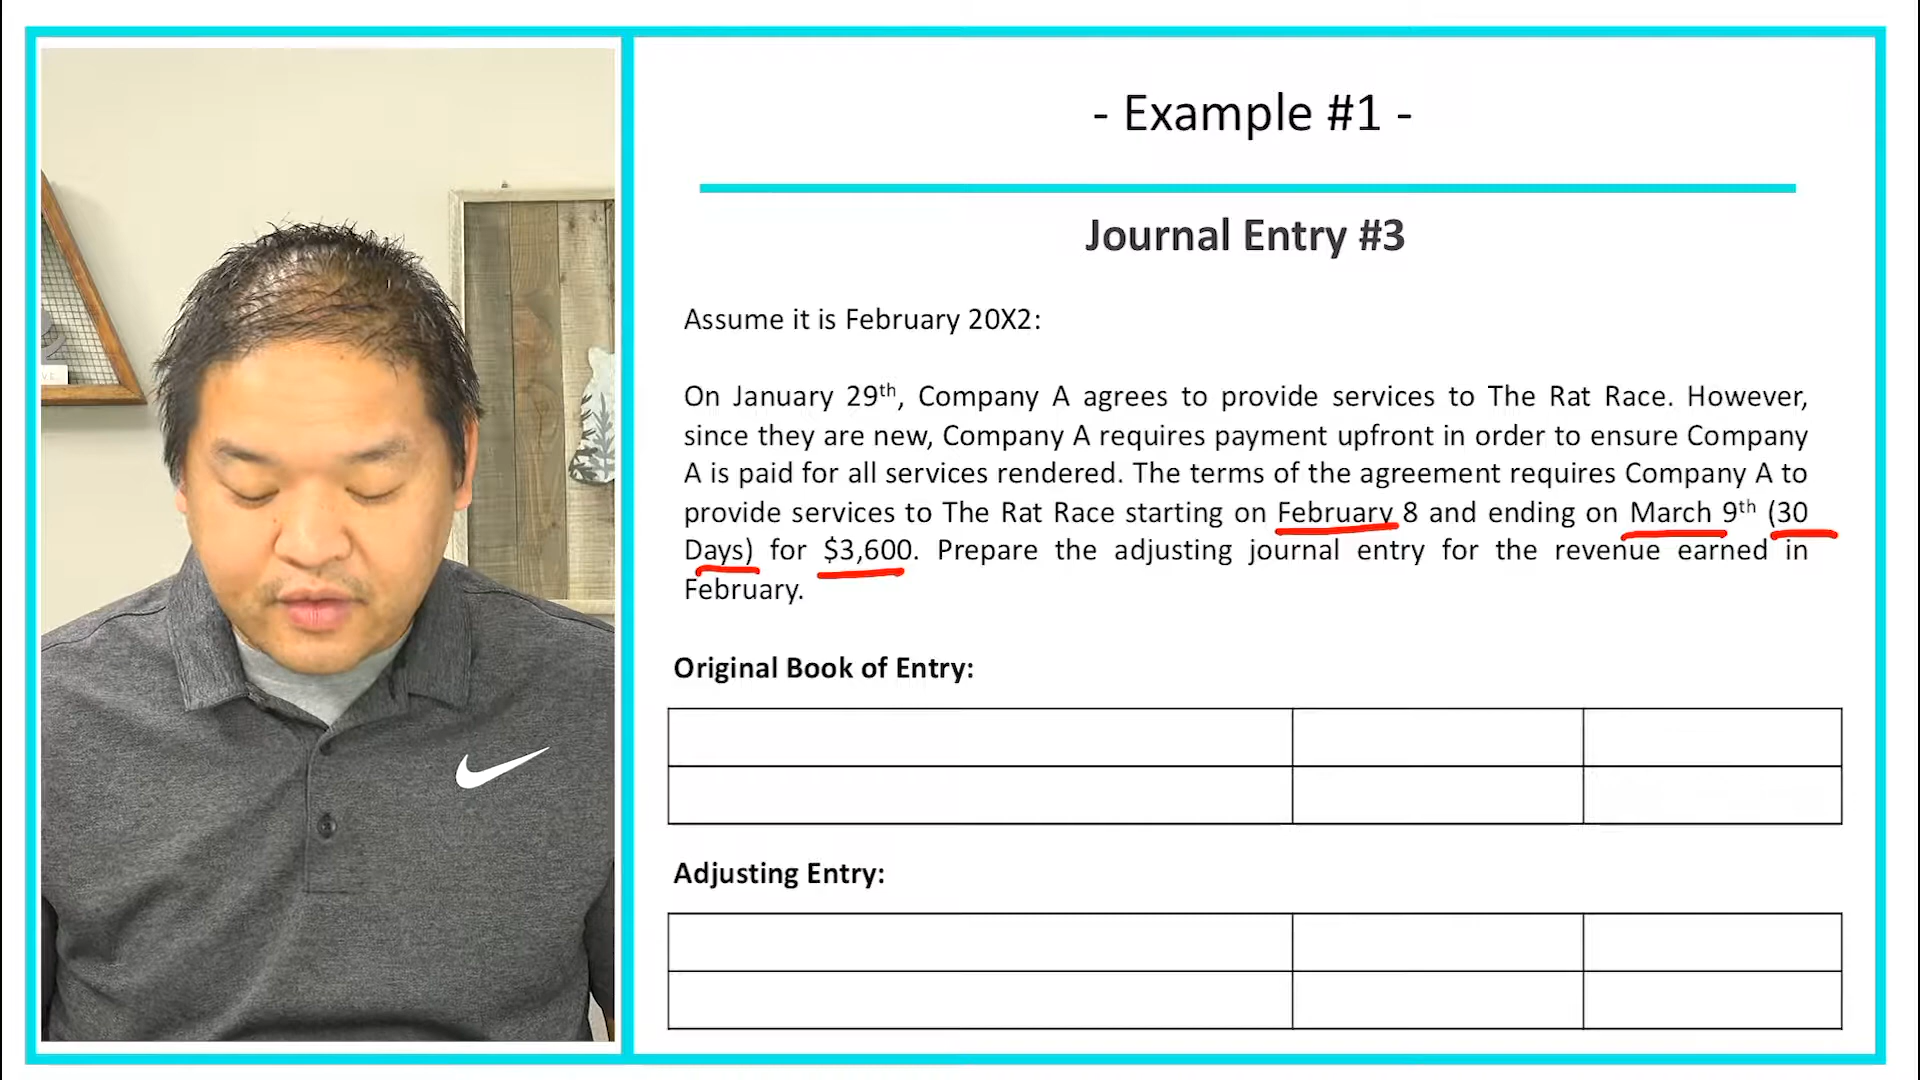 - Example #1 -
Journal Entry #3
Assume it is February 20X2:
On January 29th, Company A agrees to provide services to The Rat Race. However,
since they are new, Company A requires payment upfront in order to ensure Company
A is paid for all services rendered. The terms of the agreement requires Company A to
provide services to The Rat Race starting on February 8 and ending on March 9th (30
Days) for $3,600. Prepare the adjusting journal entry for the revenue earned in
February.
Original Book of Entry:
Adjusting Entry: